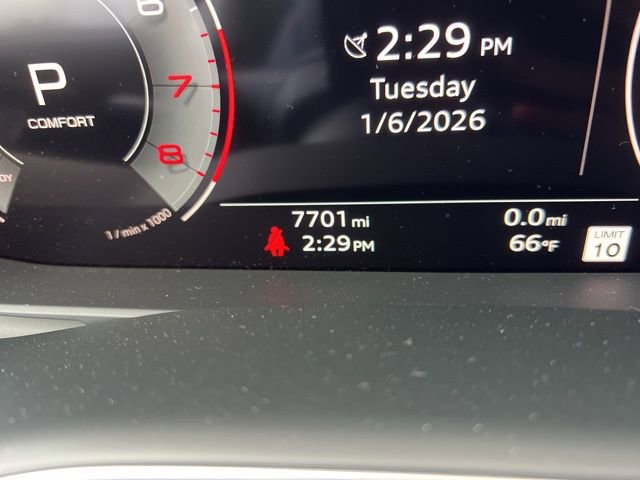 6
7
8
P
COMFORT
DY
1 / min x 1000
2:29 PM
Tuesday
1/6/2026
7701 mi
2:29 PM
0.0 mi
66°F
LIMIT
10